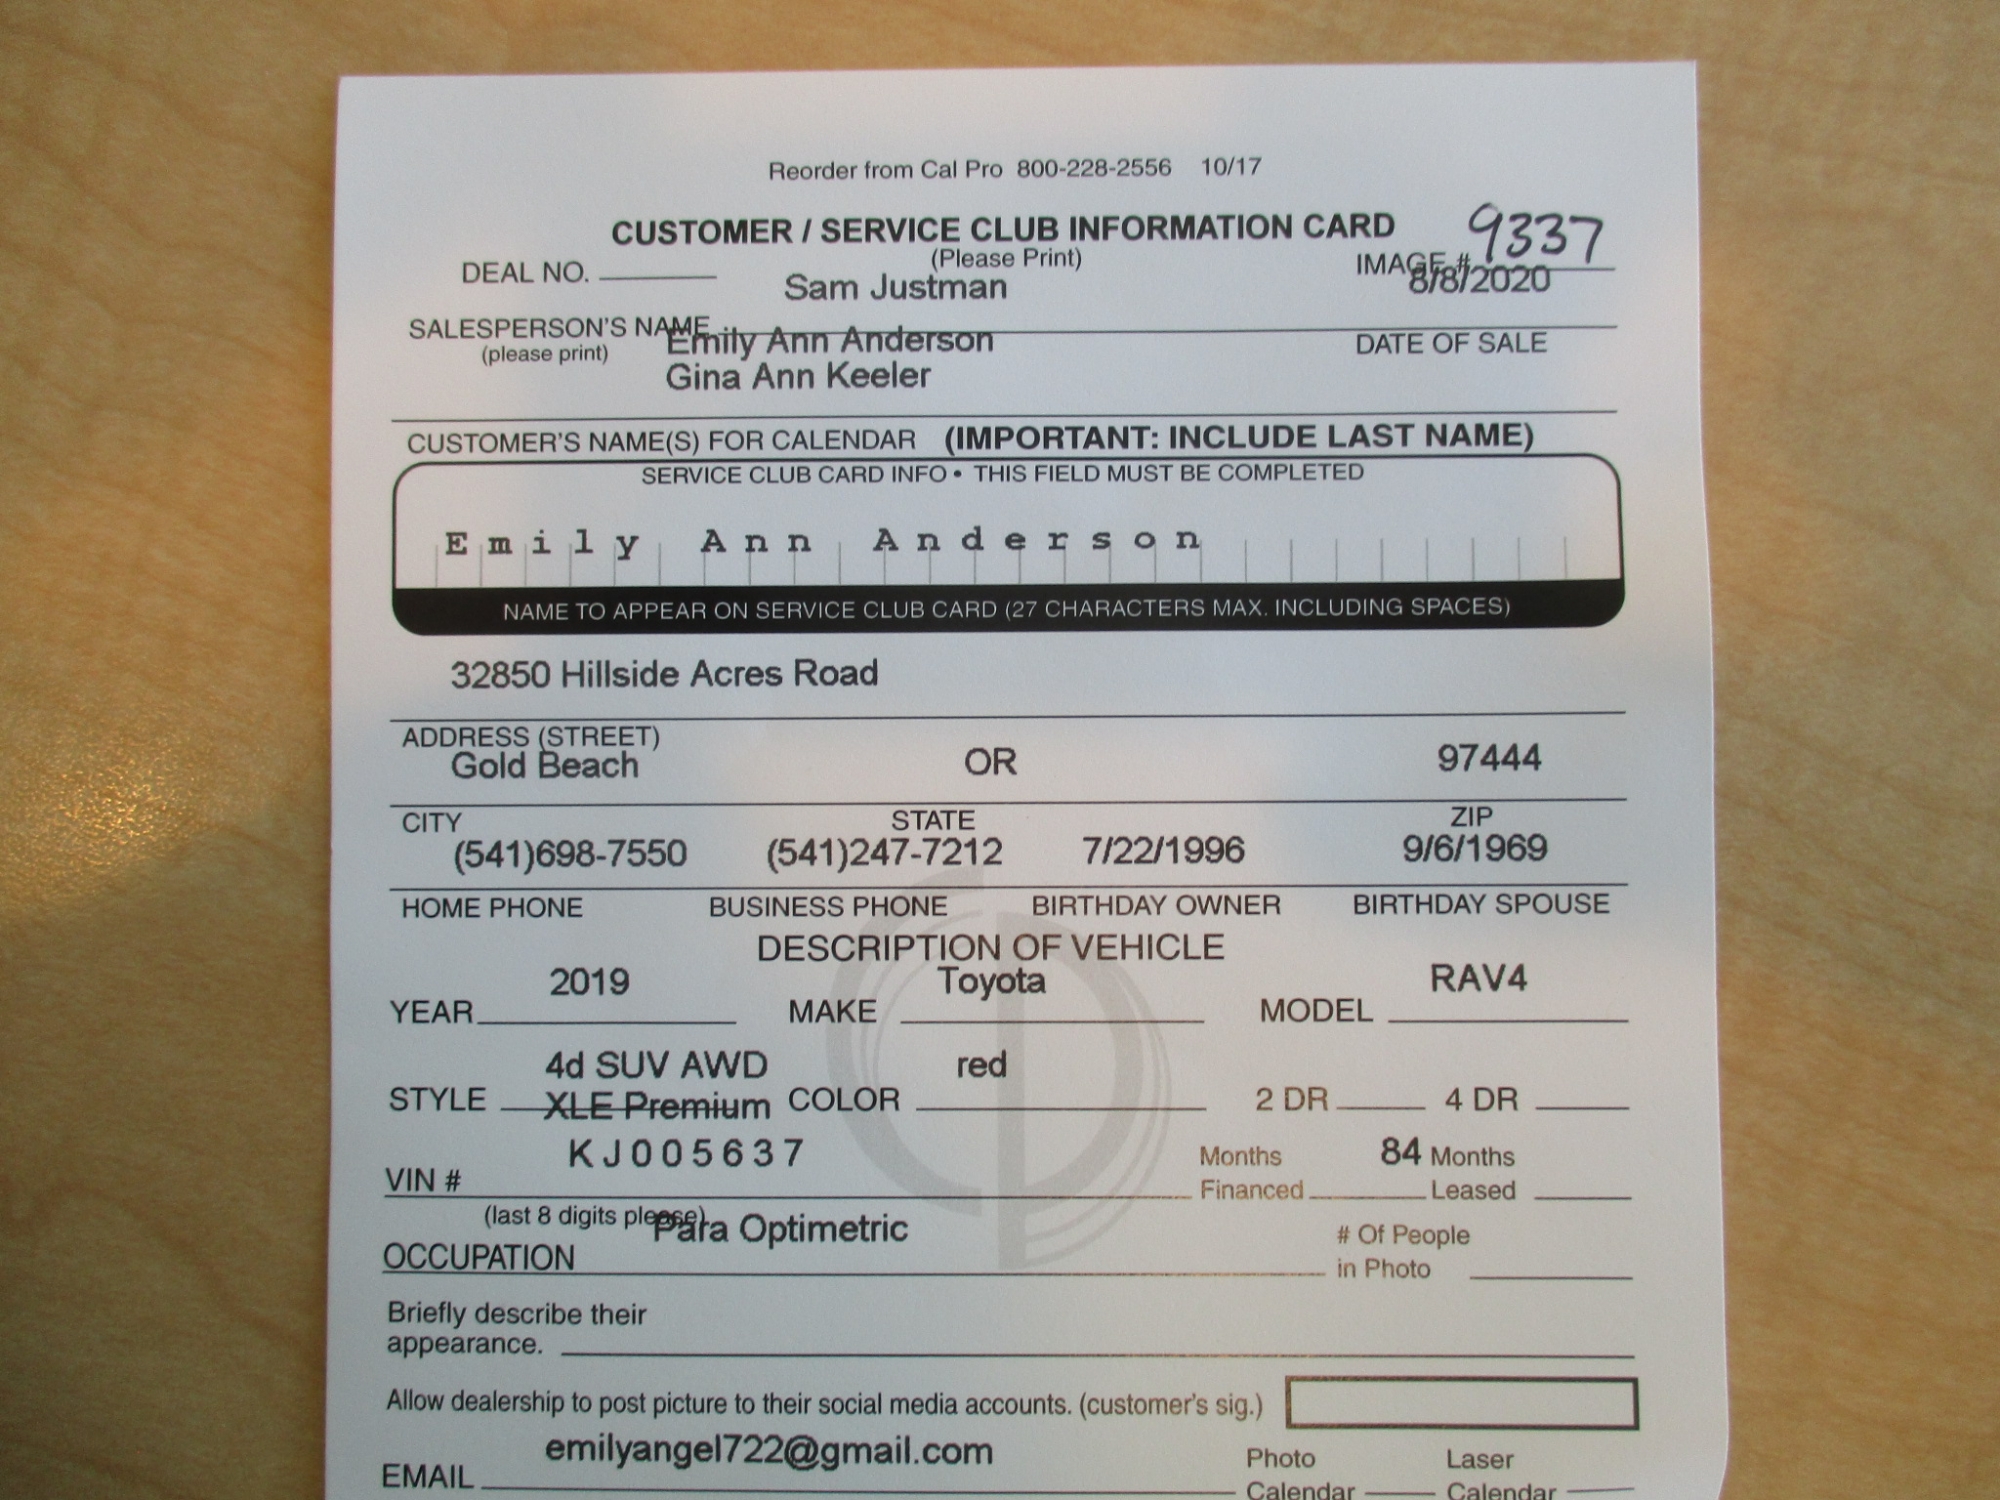 Reorder from Cal Pro 800-228-2556 10/17
CUSTOMER / SERVICE CLUB INFORMATION CARD 9337
(Please Print)
DEAL NO. IMAGE #
Sam Justman 8/8/2020
SALESPERSON'S NAME
(please print) DATE OF SALE
Emily Ann Anderson
Gina Ann Keeler
CUSTOMER'S NAME(S) FOR CALENDAR (IMPORTANT: INCLUDE LAST NAME)
SERVICE CLUB CARD INFO • THIS FIELD MUST BE COMPLETED
Emily Ann Anderson
NAME TO APPEAR ON SERVICE CLUB CARD (27 CHARACTERS MAX. INCLUDING SPACES)
32850 Hillside Acres Road
ADDRESS (STREET)
Gold Beach OR 97444
CITY STATE ZIP
(541)698-7550 (541)247-7212 7/22/1996 9/6/1969
HOME PHONE BUSINESS PHONE BIRTHDAY OWNER BIRTHDAY SPOUSE
DESCRIPTION OF VEHICLE
2019 Toyota RAV4
YEAR MAKE MODEL
4d SUV AWD red
STYLE XLE Premium COLOR 2 DR 4 DR
KJ005637 Months 84 Months
VIN # Financed Leased
(last 8 digits please)
Para Optimetric # Of People
OCCUPATION in Photo
Briefly describe their
appearance.
Allow dealership to post picture to their social media accounts. (customer's sig.)
emilyangel722@gmail.com Photo Laser
EMAIL Calendar Calendar